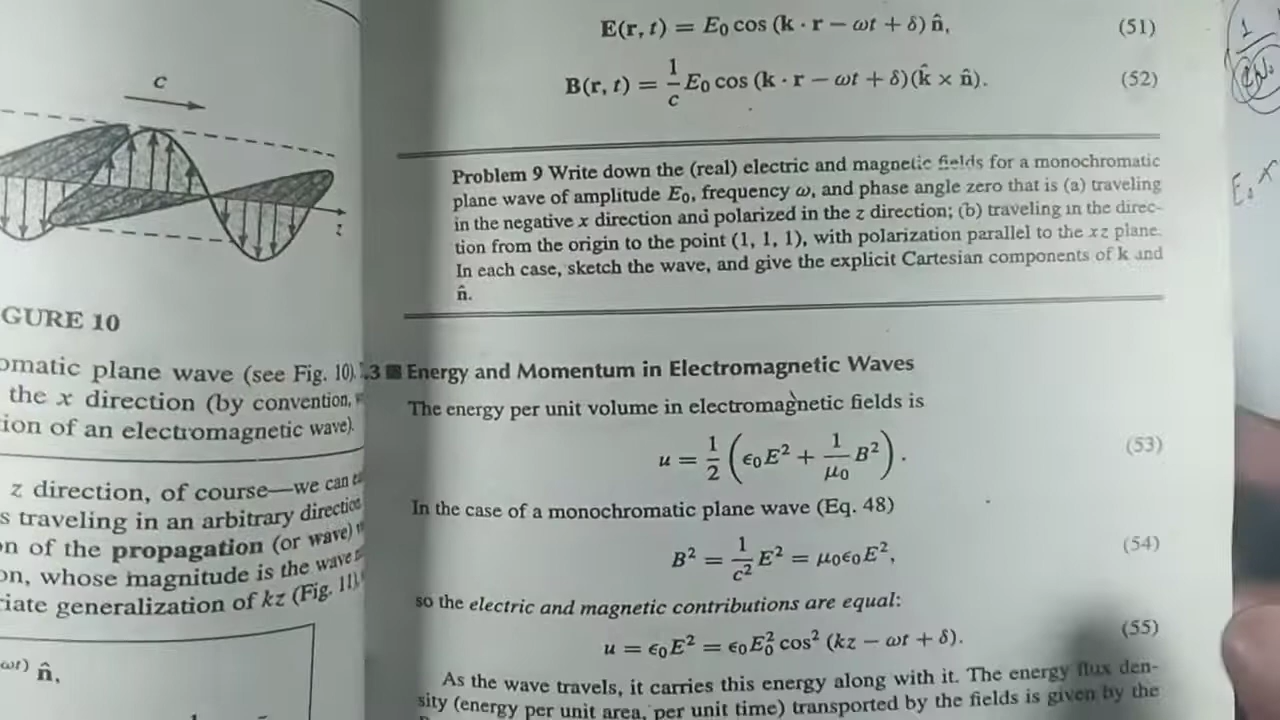 c
z
GURE 10
omatic plane wave (see Fig. 10).
the x direction (by convention,
ion of an electromagnetic wave).
z direction, of course—we can
s traveling in an arbitrary direction
on of the propagation (or wave)
on, whose magnitude is the wave
riate generalization of kz (Fig. 11),
ωt) n̂,
E(r, t) = E₀ cos (k · r − ωt + δ) n̂, (51)
B(r, t) = 1/c E₀ cos (k · r − ωt + δ)(k̂ × n̂). (52)
Problem 9 Write down the (real) electric and magnetic fields for a monochromatic
plane wave of amplitude E₀, frequency ω, and phase angle zero that is (a) traveling
in the negative x direction and polarized in the z direction; (b) traveling in the direc-
tion from the origin to the point (1, 1, 1), with polarization parallel to the xz plane.
In each case, sketch the wave, and give the explicit Cartesian components of k and
n̂.
.3 ■ Energy and Momentum in Electromagnetic Waves
The energy per unit volume in electromagnetic fields is
u = 1/2 (ϵ₀E² + 1/μ₀ B²). (53)
In the case of a monochromatic plane wave (Eq. 48)
B² = 1/c² E² = μ₀ϵ₀E², (54)
so the electric and magnetic contributions are equal:
u = ϵ₀E² = ϵ₀E₀² cos² (kz − ωt + δ). (55)
As the wave travels, it carries this energy along with it. The energy flux den-
sity (energy per unit area, per unit time) transported by the fields is given by the